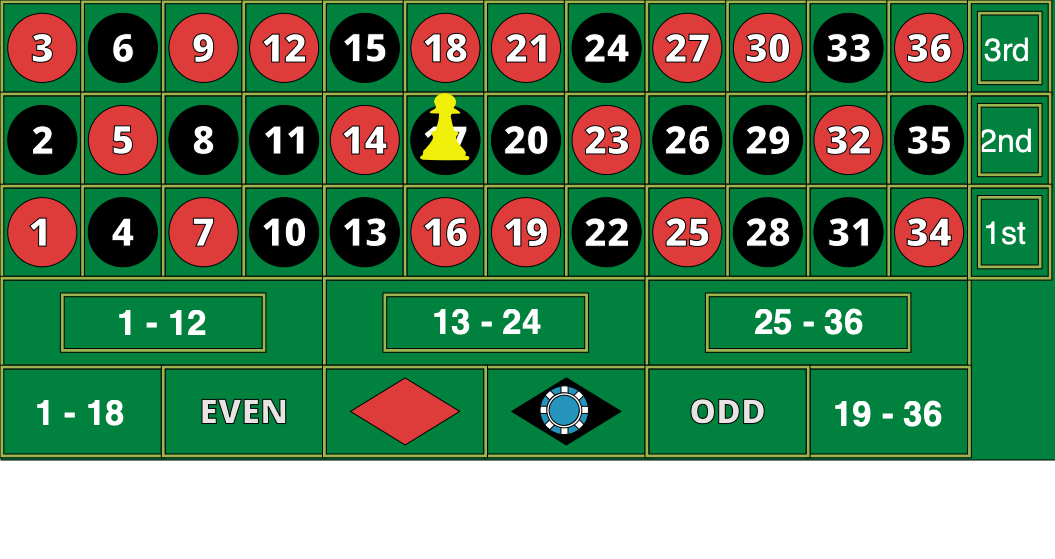 3 6 9 12 15 18 21 24 27 30 33 36 3rd
2 5 8 11 14 17 20 23 26 29 32 35 2nd
1 4 7 10 13 16 19 22 25 28 31 34 1st
1 - 12 13 - 24 25 - 36
1 - 18 EVEN ODD 19 - 36